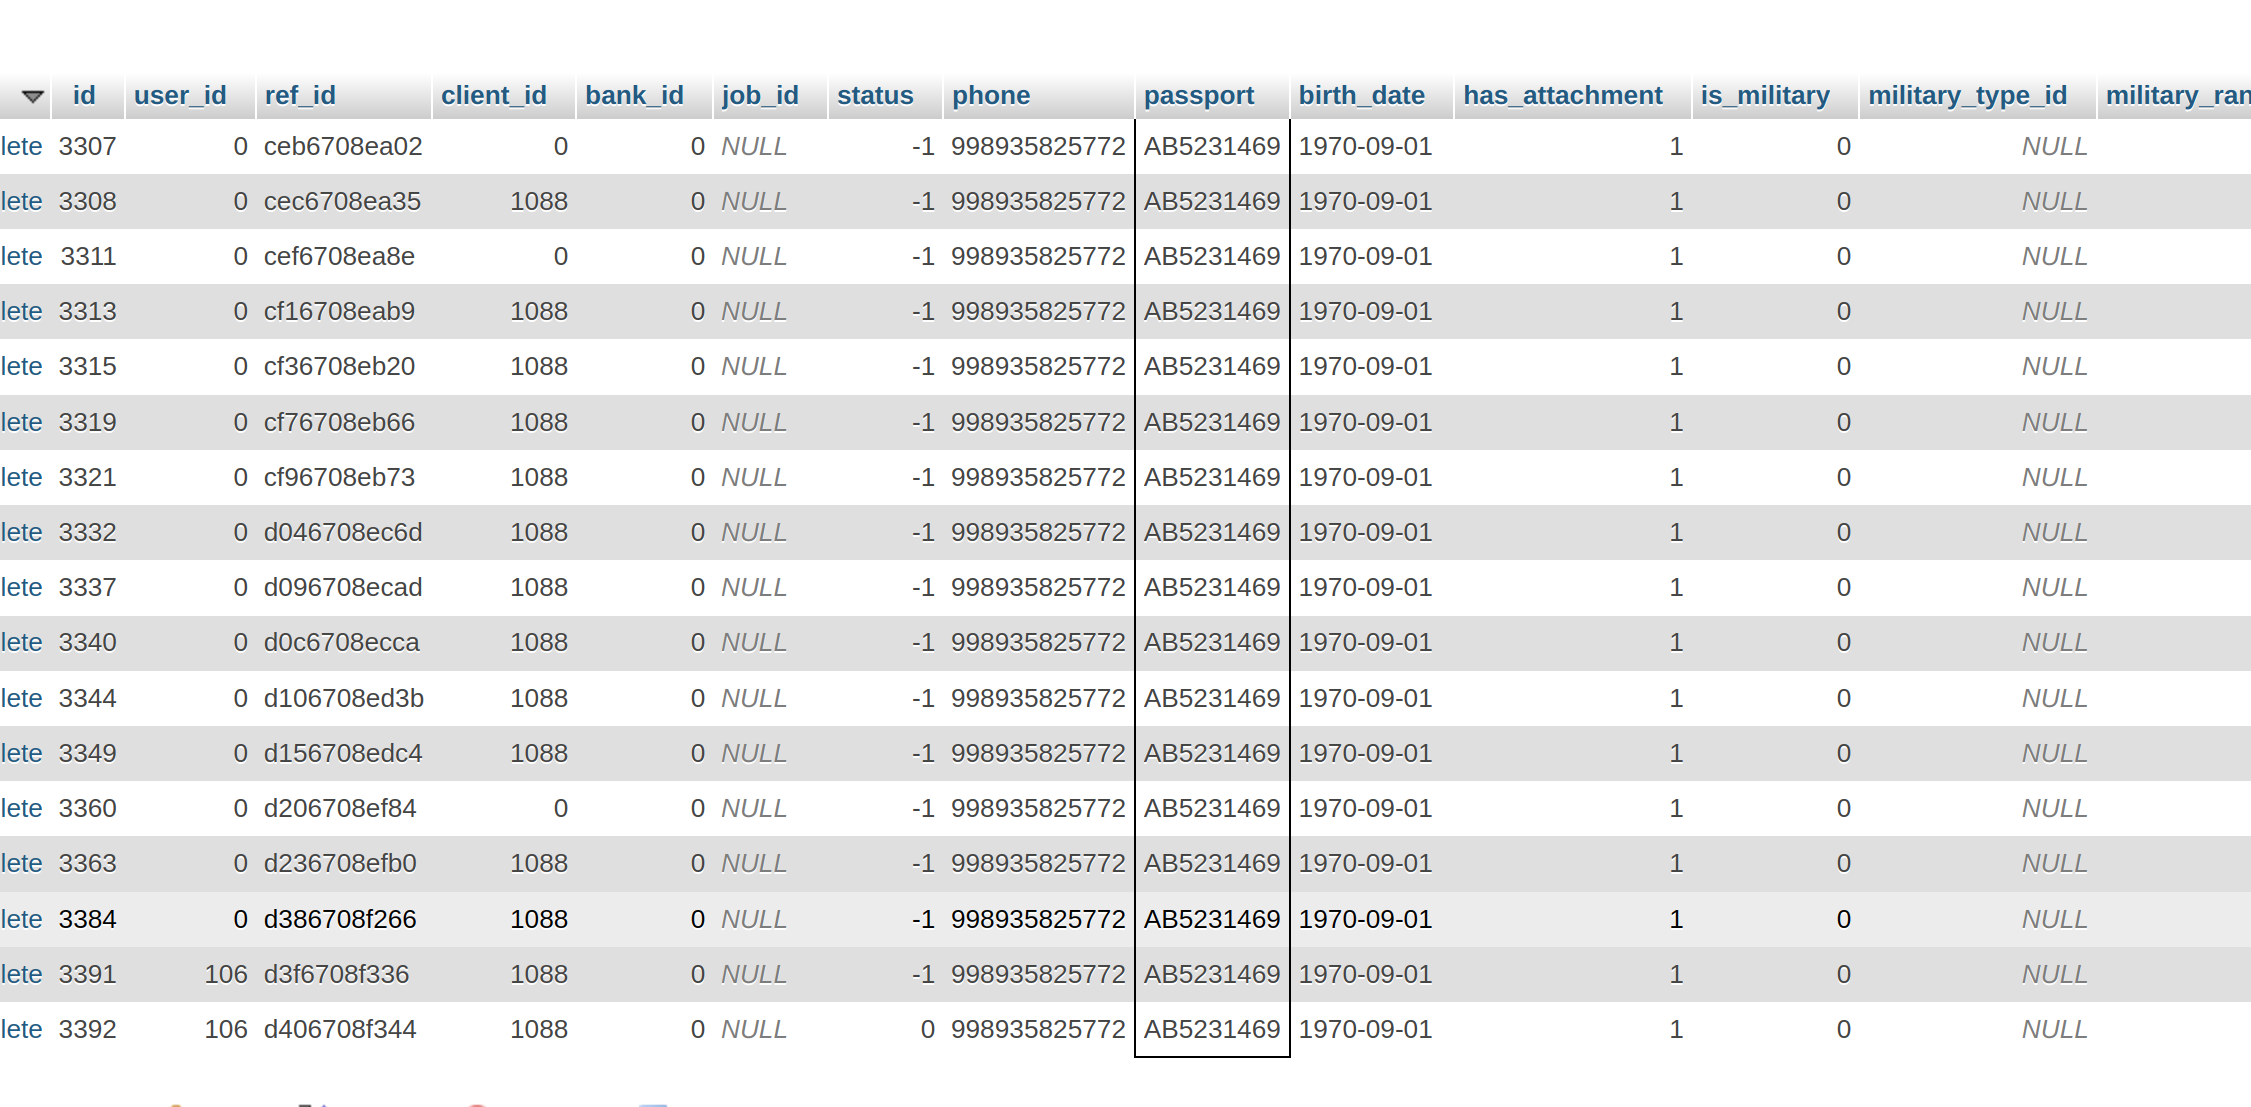 id user_id ref_id client_id bank_id job_id status phone passport birth_date has_attachment is_military military_type_id military_ran
lete 3307 0 ceb6708ea02 0 0 NULL -1 998935825772 AB5231469 1970-09-01 1 0 NULL
lete 3308 0 cec6708ea35 1088 0 NULL -1 998935825772 AB5231469 1970-09-01 1 0 NULL
lete 3311 0 cef6708ea8e 0 0 NULL -1 998935825772 AB5231469 1970-09-01 1 0 NULL
lete 3313 0 cf16708eab9 1088 0 NULL -1 998935825772 AB5231469 1970-09-01 1 0 NULL
lete 3315 0 cf36708eb20 1088 0 NULL -1 998935825772 AB5231469 1970-09-01 1 0 NULL
lete 3319 0 cf76708eb66 1088 0 NULL -1 998935825772 AB5231469 1970-09-01 1 0 NULL
lete 3321 0 cf96708eb73 1088 0 NULL -1 998935825772 AB5231469 1970-09-01 1 0 NULL
lete 3332 0 d046708ec6d 1088 0 NULL -1 998935825772 AB5231469 1970-09-01 1 0 NULL
lete 3337 0 d096708ecad 1088 0 NULL -1 998935825772 AB5231469 1970-09-01 1 0 NULL
lete 3340 0 d0c6708ecca 1088 0 NULL -1 998935825772 AB5231469 1970-09-01 1 0 NULL
lete 3344 0 d106708ed3b 1088 0 NULL -1 998935825772 AB5231469 1970-09-01 1 0 NULL
lete 3349 0 d156708edc4 1088 0 NULL -1 998935825772 AB5231469 1970-09-01 1 0 NULL
lete 3360 0 d206708ef84 0 0 NULL -1 998935825772 AB5231469 1970-09-01 1 0 NULL
lete 3363 0 d236708efb0 1088 0 NULL -1 998935825772 AB5231469 1970-09-01 1 0 NULL
lete 3384 0 d386708f266 1088 0 NULL -1 998935825772 AB5231469 1970-09-01 1 0 NULL
lete 3391 106 d3f6708f336 1088 0 NULL -1 998935825772 AB5231469 1970-09-01 1 0 NULL
lete 3392 106 d406708f344 1088 0 NULL 0 998935825772 AB5231469 1970-09-01 1 0 NULL